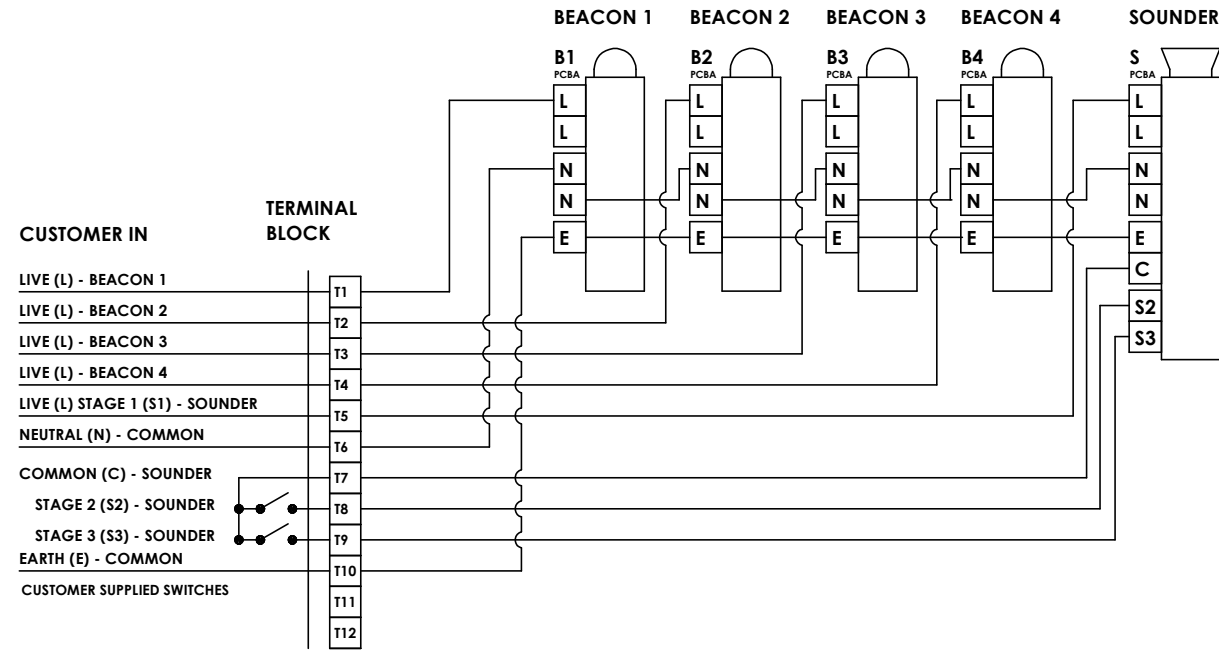 BEACON 1 BEACON 2 BEACON 3 BEACON 4 SOUNDER
B1 B2 B3 B4 S
PCBA PCBA PCBA PCBA PCBA
L L L L L
L L L L L
N N N N N
N N N N N
E E E E E
C
S2
S3
TERMINAL
BLOCK
CUSTOMER IN
LIVE (L) - BEACON 1 T1
LIVE (L) - BEACON 2 T2
LIVE (L) - BEACON 3 T3
LIVE (L) - BEACON 4 T4
LIVE (L) STAGE 1 (S1) - SOUNDER T5
NEUTRAL (N) - COMMON T6
COMMON (C) - SOUNDER T7
STAGE 2 (S2) - SOUNDER T8
STAGE 3 (S3) - SOUNDER T9
EARTH (E) - COMMON T10
CUSTOMER SUPPLIED SWITCHES
T11
T12